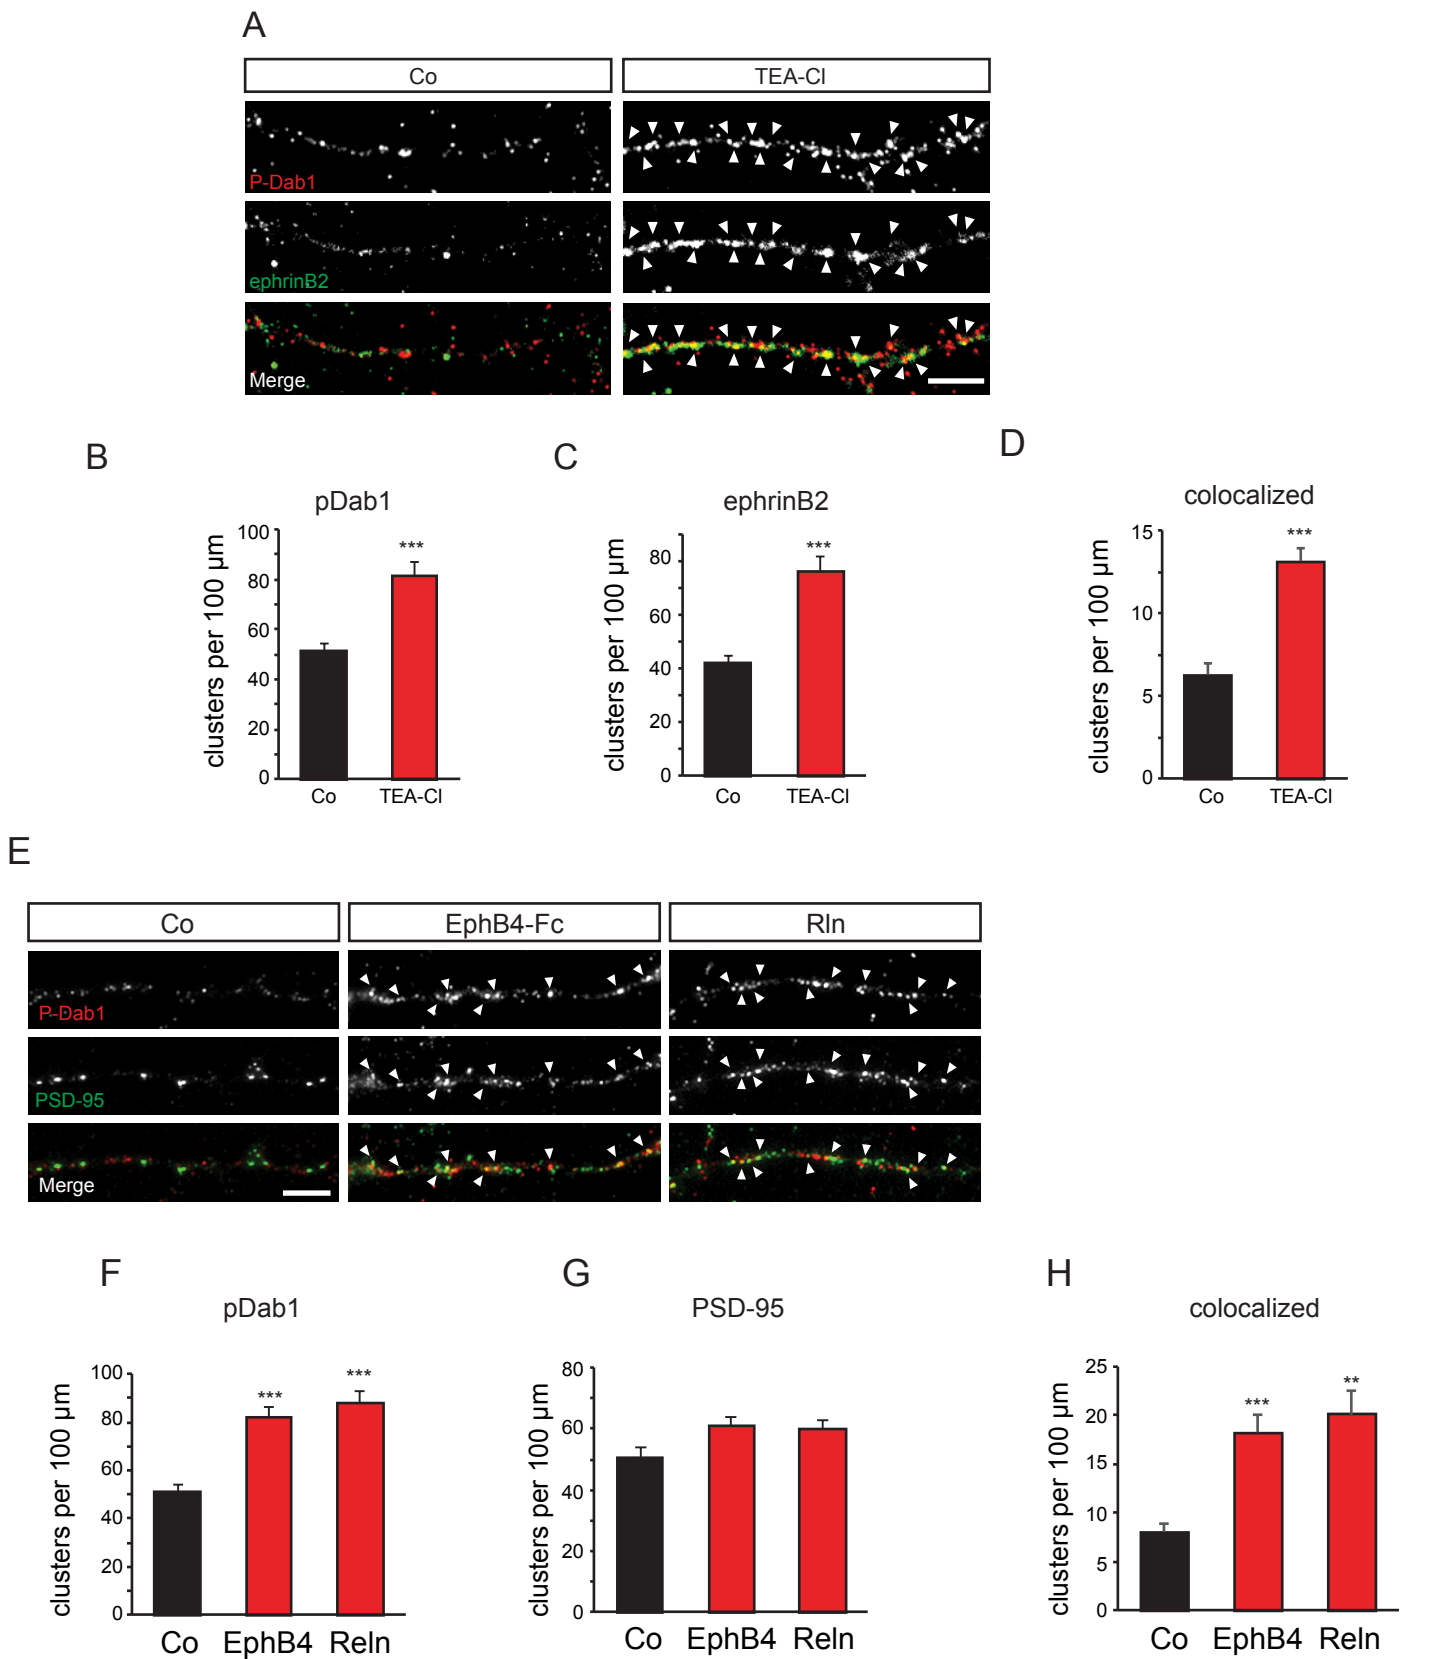 A
Co TEA-Cl
P-Dab1
ephrinB2
Merge
B C D
pDab1 ephrinB2 colocalized
clusters per 100 µm
100
80
60
40
20
0
***
Co TEA-Cl
clusters per 100 µm
80
60
40
20
0
***
Co TEA-Cl
clusters per 100 µm
15
10
5
0
***
Co TEA-Cl
E
Co EphB4-Fc Rln
P-Dab1
PSD-95
Merge
F G H
pDab1 PSD-95 colocalized
clusters per 100 µm
100
80
60
40
20
0
*** ***
Co EphB4 Reln
clusters per 100 µm
80
60
40
20
0
Co EphB4 Reln
clusters per 100 µm
25
20
15
10
5
0
*** **
Co EphB4 Reln